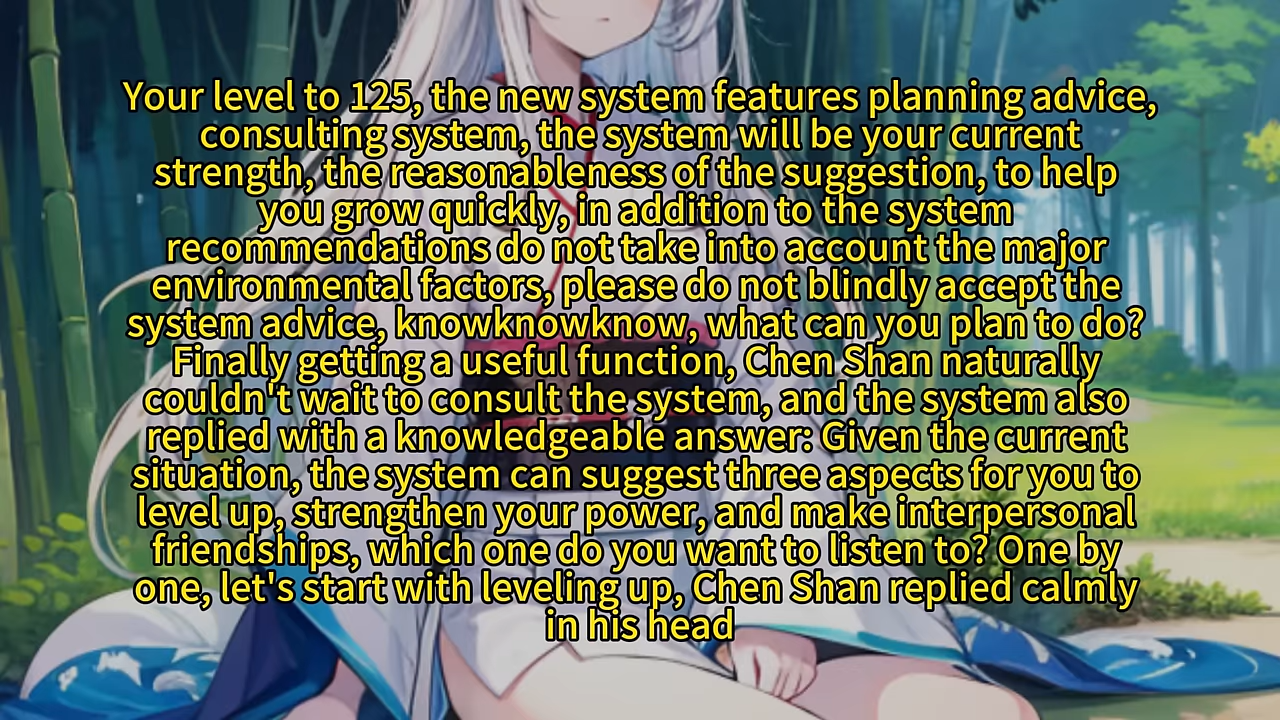 Your level to 125, the new system features planning advice,
consulting system, the system will be your current
strength, the reasonableness of the suggestion, to help
you grow quickly, in addition to the system
recommendations do not take into account the major
environmental factors, please do not blindly accept the
system advice, knowknowknow, what can you plan to do?
Finally getting a useful function, Chen Shan naturally
couldn't wait to consult the system, and the system also
replied with a knowledgeable answer: Given the current
situation, the system can suggest three aspects for you to
level up, strengthen your power, and make interpersonal
friendships, which one do you want to listen to? One by
one, let's start with leveling up, Chen Shan replied calmly
in his head